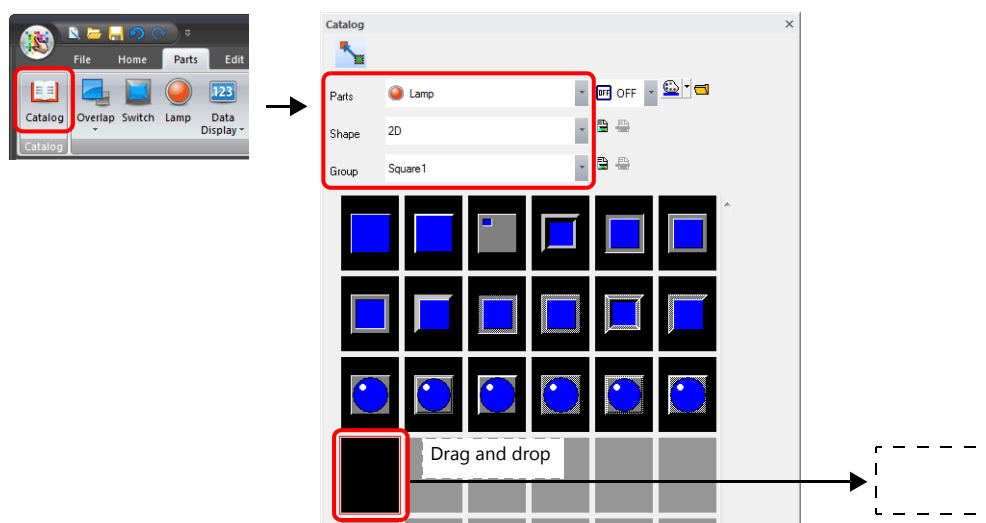 File Home Parts Edit
Catalog Overlap Switch Lamp Data Display
123
Catalog
Catalog
Parts Lamp OFF OFF
Shape 2D
Group Square1
Drag and drop